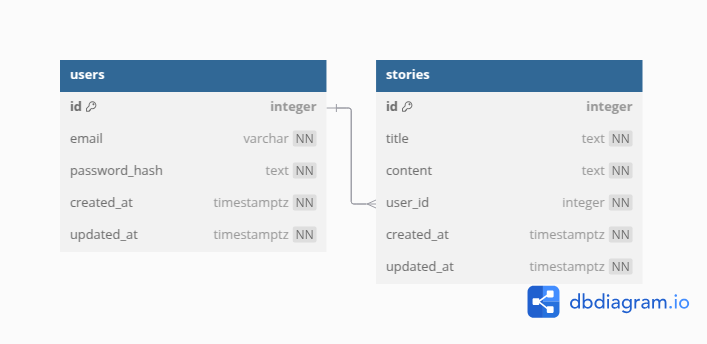 users
id integer
email varchar NN
password_hash text NN
created_at timestamptz NN
updated_at timestamptz NN
stories
id integer
title text NN
content text NN
user_id integer NN
created_at timestamptz NN
updated_at timestamptz NN
dbdiagram.io